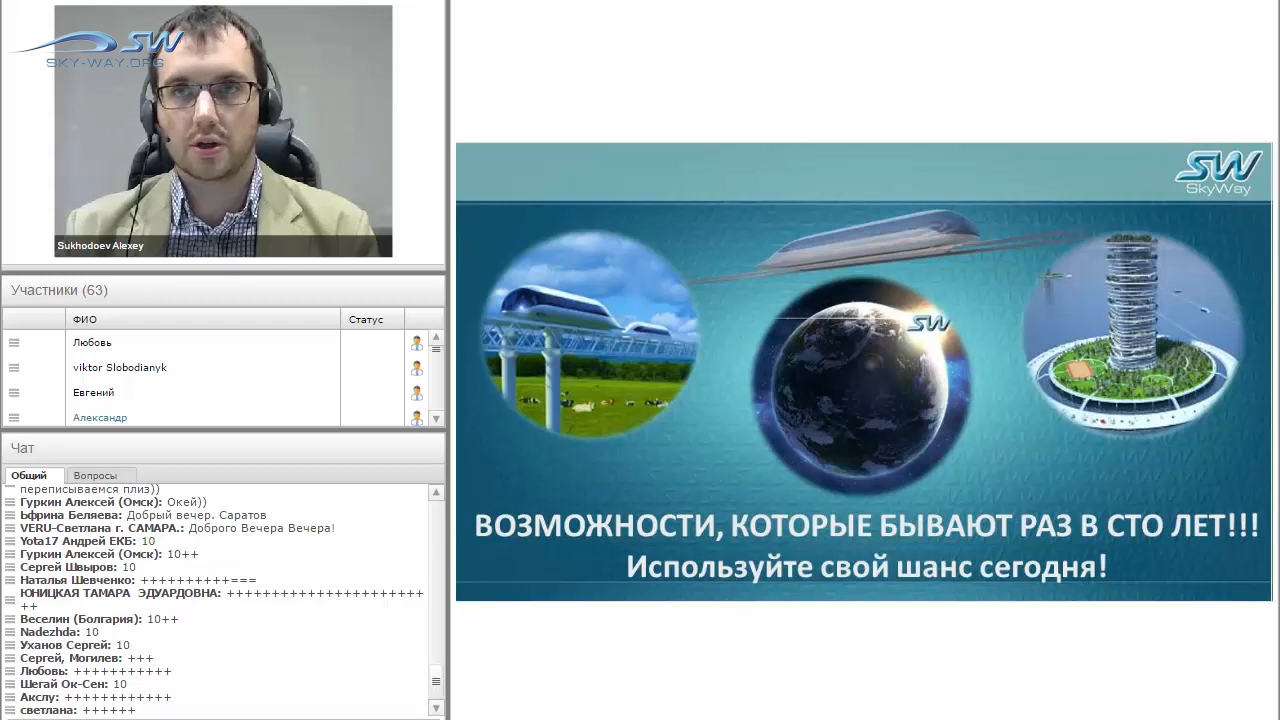 SW
SKY-WAY.ORG
Sukhodoev Alexey
Участники (63)
ФИО
Статус
Любовь
viktor Slobodianyk
Евгений
Александр
Чат
Общий
Вопросы
переписываемся плиз))
Гуркин Алексей (Омск): Окей))
Ьфрина Беляева: Добрый вечер. Саратов
VERU-Светлана г. САМАРА.: Доброго Вечера Вечера!
Yota17 Андрей ЕКБ: 10
Гуркин Алексей (Омск): 10++
Сергей Швыров: 10
Наталья Шевченко: ++++++++++===
ЮНИЦКАЯ ТАМАРА ЭДУАРДОВНА: ++++++++++++++++++++++
++
Веселин (Болгария): 10++
Nadezhda: 10
Уханов Сергей: 10
Сергей, Могилев: +++
Любовь: +++++++++++
Шегай Ок-Сен: 10
Акслу: ++++++++++++
светлана: ++++++
SW
SkyWay
SW
ВОЗМОЖНОСТИ, КОТОРЫЕ БЫВАЮТ РАЗ В СТО ЛЕТ!!!
Используйте свой шанс сегодня!